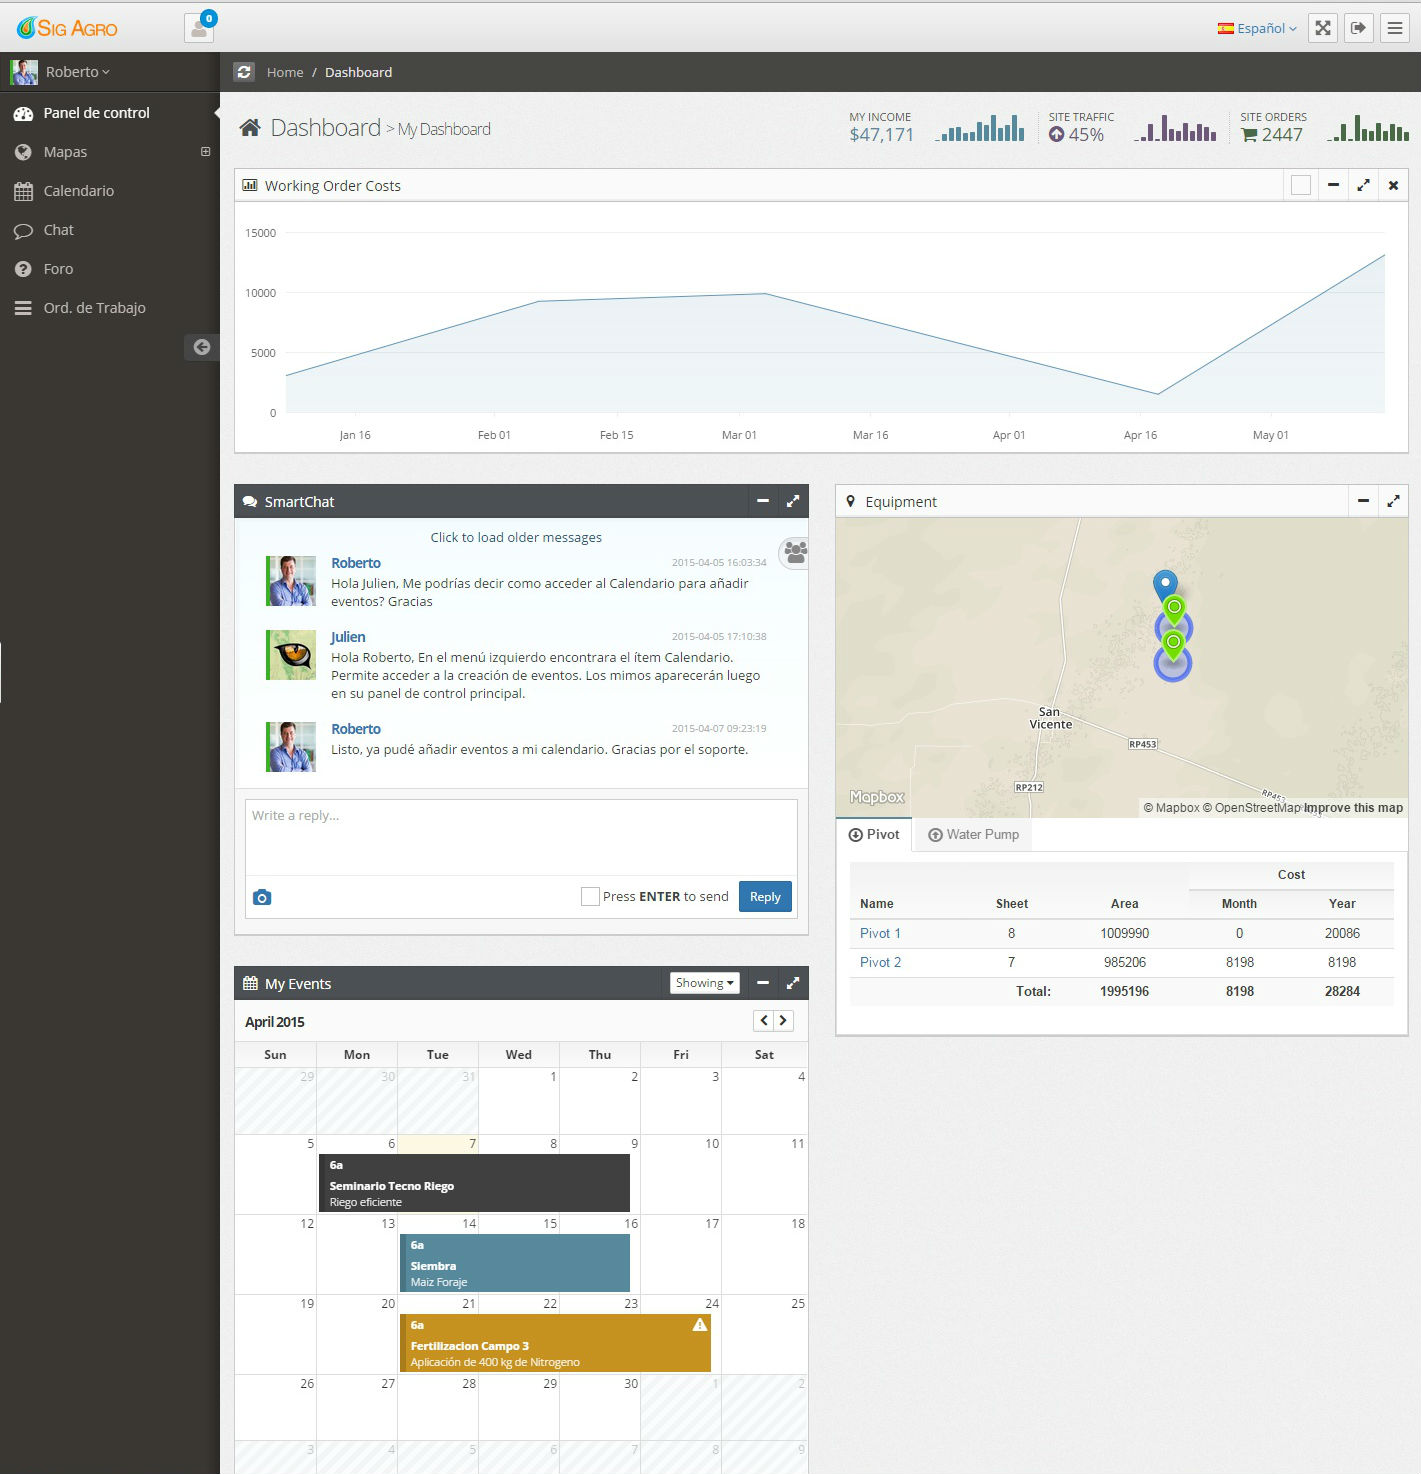 SIG AGRO
0
Español
Roberto
Home / Dashboard
Panel de control
Mapas
Calendario
Chat
Foro
Ord. de Trabajo
Dashboard > My Dashboard
MY INCOME
$47,171
SITE TRAFFIC
45%
SITE ORDERS
2447
Working Order Costs
15000
10000
5000
0
Jan 16 Feb 01 Feb 15 Mar 01 Mar 16 Apr 01 Apr 16 May 01
SmartChat
Click to load older messages
Roberto 2015-04-05 16:03:34
Hola Julien, Me podrías decir como acceder al Calendario para añadir
eventos? Gracias
Julien 2015-04-05 17:10:38
Hola Roberto, En el menú izquierdo encontrara el ítem Calendario.
Permite acceder a la creación de eventos. Los mimos aparecerán luego
en su panel de control principal.
Roberto 2015-04-07 09:23:19
Listo, ya pudé añadir eventos a mi calendario. Gracias por el soporte.
Write a reply...
Press ENTER to send
Reply
Equipment
San
Vicente
RP453
RP212
RP453
RP453
Mapbox
© Mapbox © OpenStreetMap Improve this map
Pivot
Water Pump
Cost
Name Sheet Area Month Year
Pivot 1 8 1009990 0 20086
Pivot 2 7 985206 8198 8198
Total: 1995196 8198 28284
My Events
Showing
April 2015
Sun Mon Tue Wed Thu Fri Sat
29 30 31 1 2 3 4
5 6 7 8 9 10 11
6a
Seminario Tecno Riego
Riego eficiente
12 13 14 15 16 17 18
6a
Siembra
Maiz Foraje
19 20 21 22 23 24 25
6a
Fertilizacion Campo 3
Aplicación de 400 kg de Nitrogeno
26 27 28 29 30 1 2
3 4 5 6 7 8 9